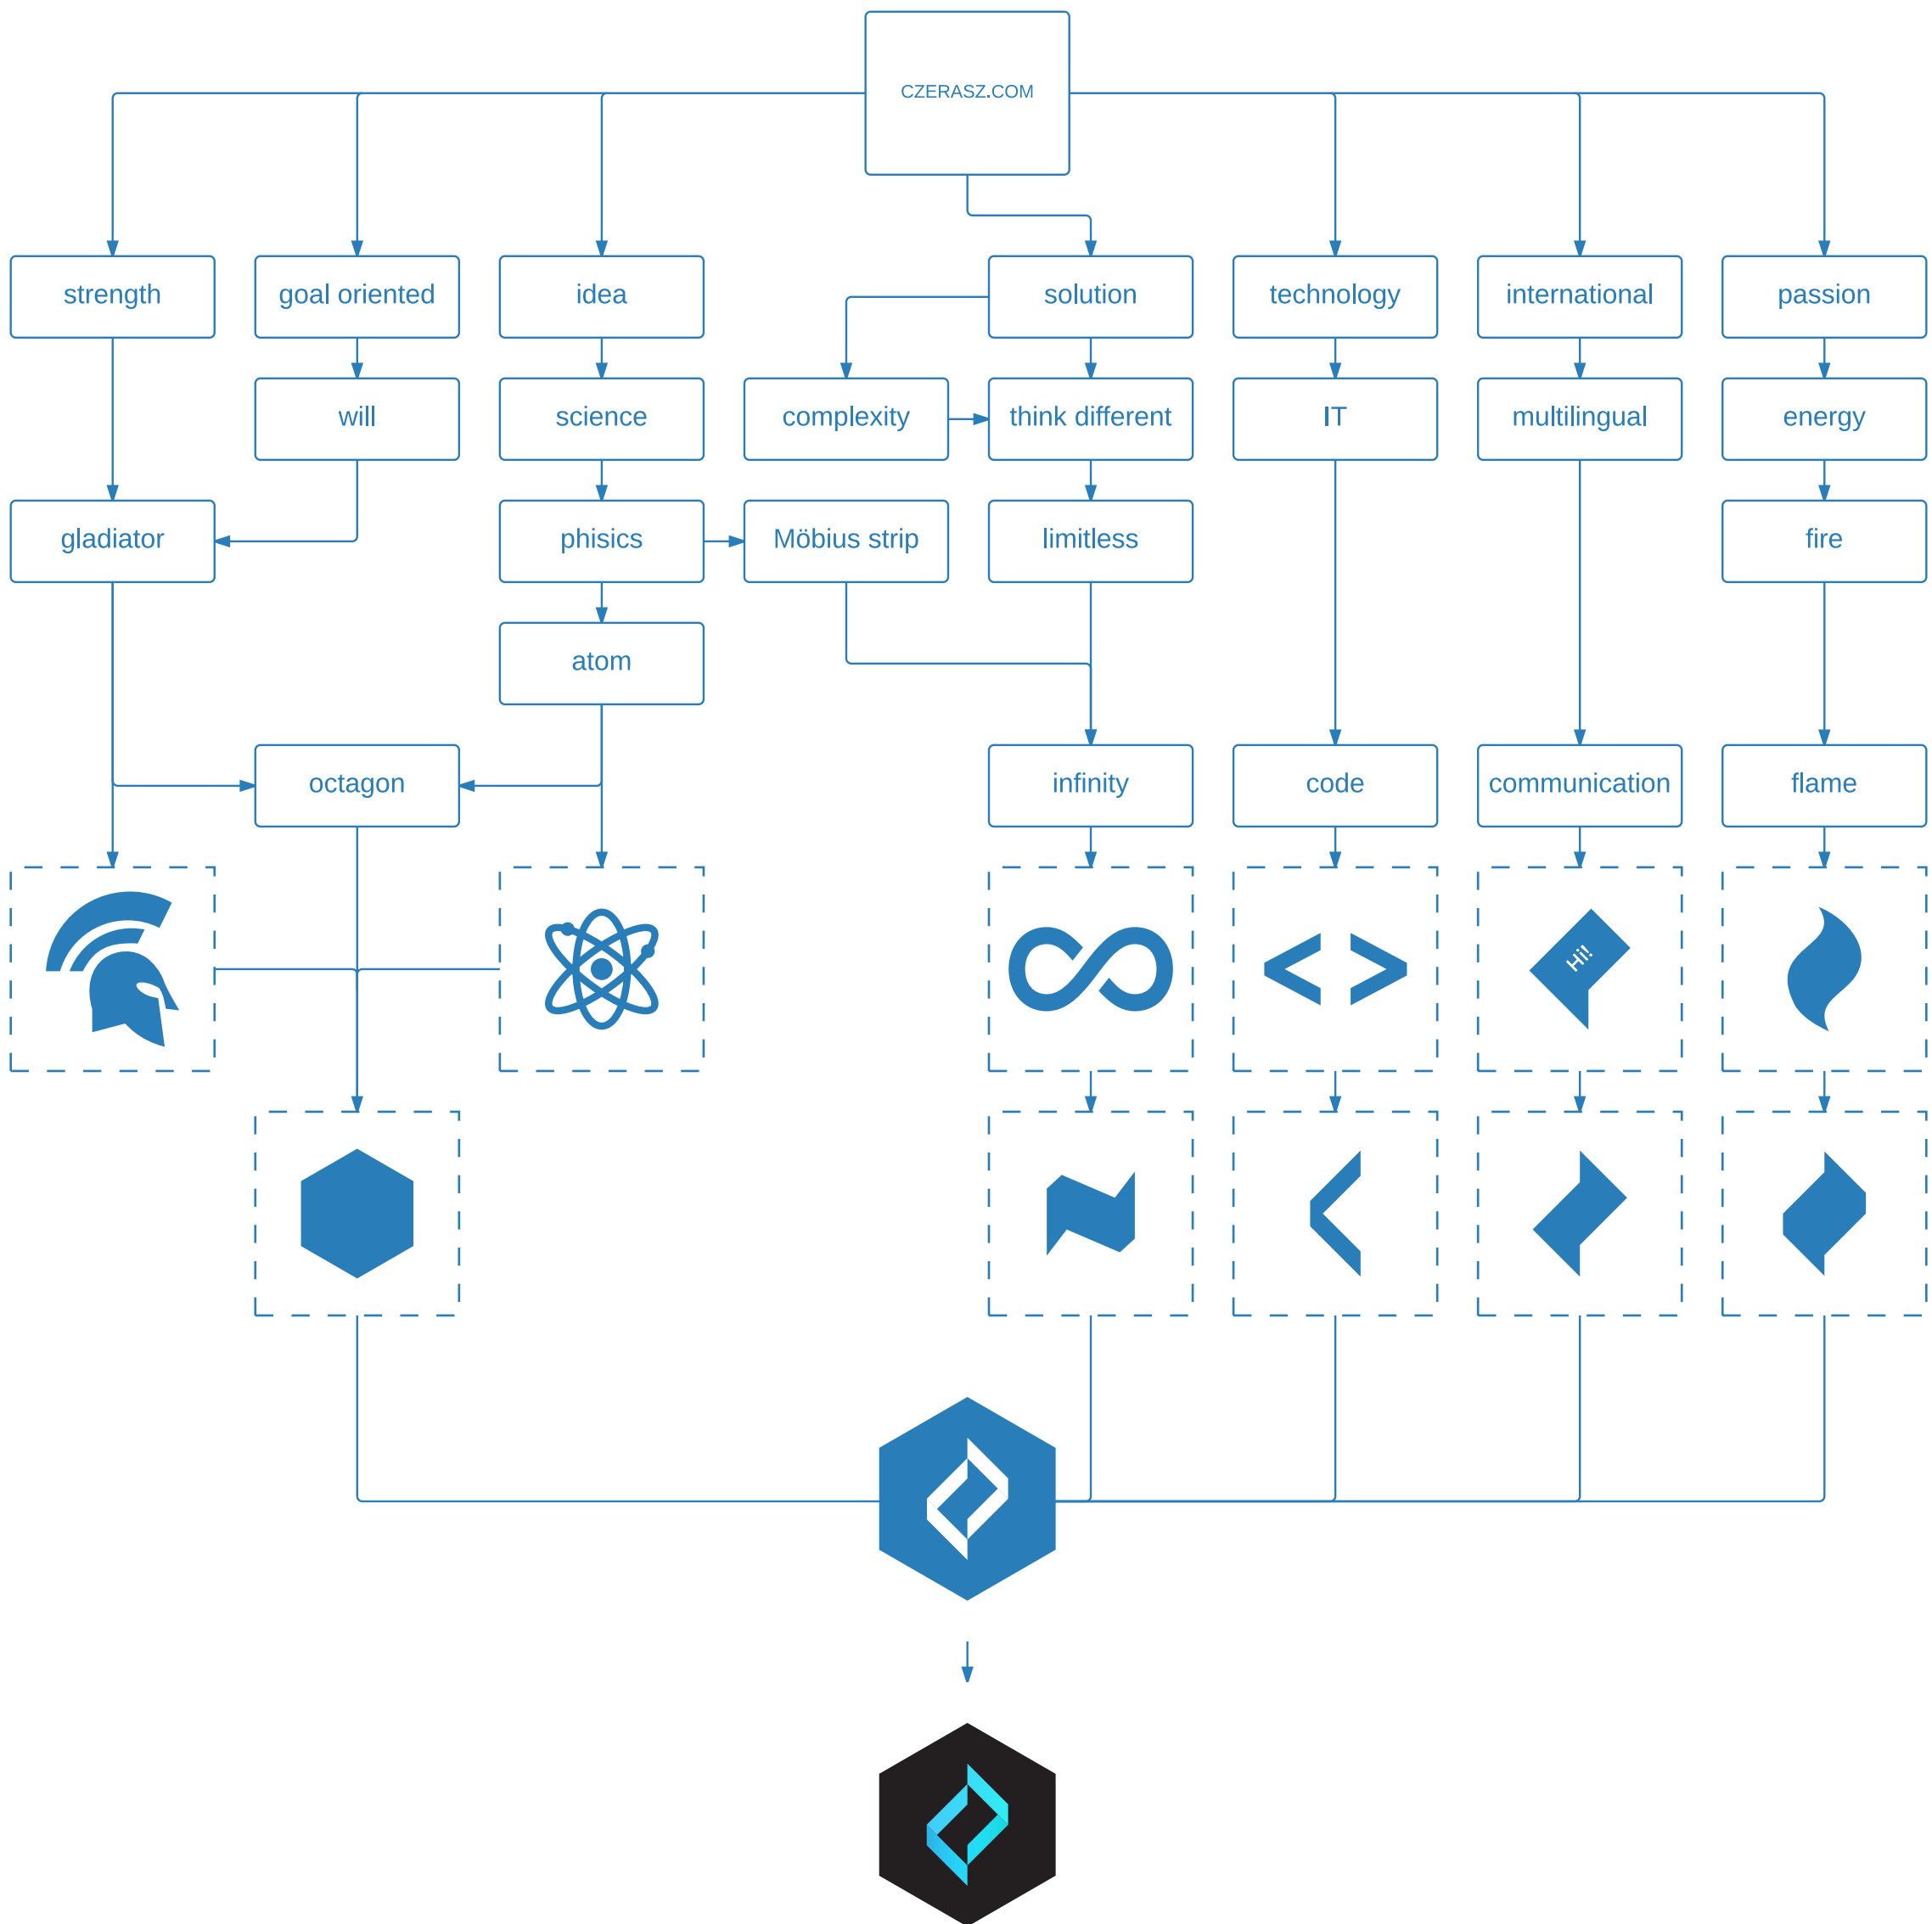 CZERASZ.COM
strength
goal oriented
idea
solution
technology
international
passion
will
science
complexity
think different
IT
multilingual
energy
gladiator
phisics
Möbius strip
limitless
fire
atom
octagon
infinity
code
communication
flame
< >
Hi!